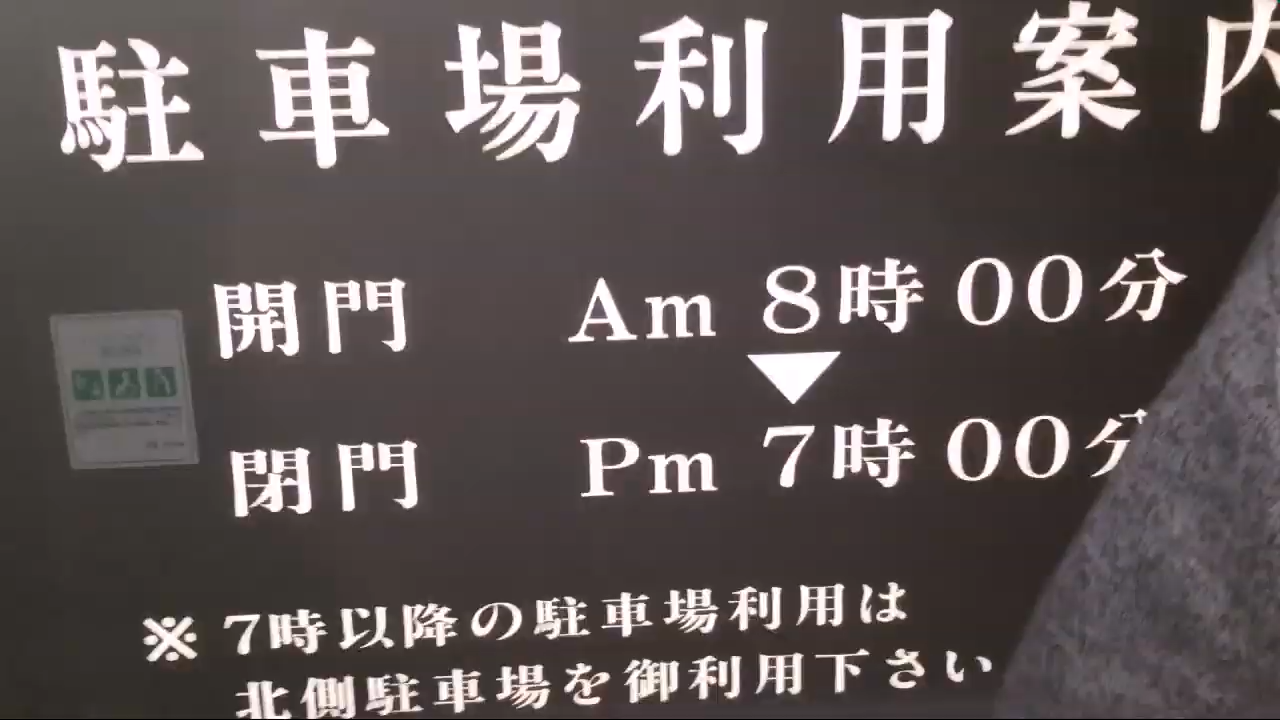 駐車場利用案内
開門 Am 8時00分
▼
閉門 Pm 7時00分
※7時以降の駐車場利用は
北側駐車場を御利用下さい